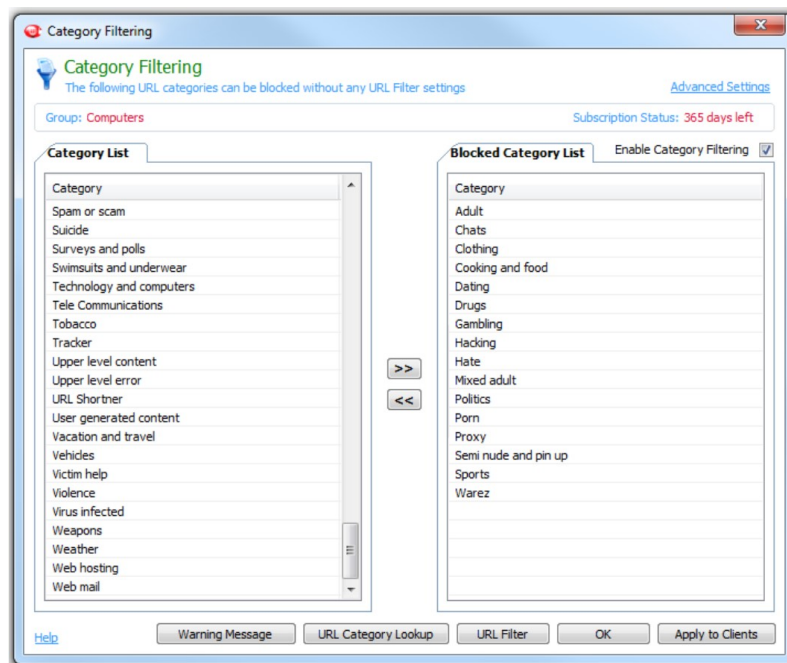 Category Filtering
Category Filtering
The following URL categories can be blocked without any URL Filter settings
Advanced Settings
Group: Computers
Subscription Status: 365 days left
Category List
Category
Spam or scam
Suicide
Surveys and polls
Swimsuits and underwear
Technology and computers
Tele Communications
Tobacco
Tracker
Upper level content
Upper level error
URL Shortner
User generated content
Vacation and travel
Vehicles
Victim help
Violence
Virus infected
Weapons
Weather
Web hosting
Web mail
>>
<<
Blocked Category List
Enable Category Filtering
Category
Adult
Chats
Clothing
Cooking and food
Dating
Drugs
Gambling
Hacking
Hate
Mixed adult
Politics
Porn
Proxy
Semi nude and pin up
Sports
Warez
Help
Warning Message
URL Category Lookup
URL Filter
OK
Apply to Clients